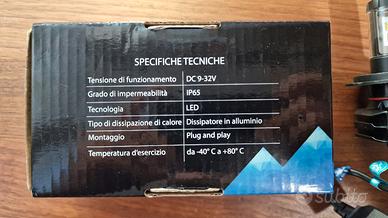 SPECIFICHE TECNICHE
Tensione di funzionamento DC 9-32V
Grado di impermeabilità IP65
Tecnologia LED
Tipo di dissipazione di calore Dissipatore in alluminio
Montaggio Plug and play
Temperatura d'esercizio da -40° C a +80° C
subito